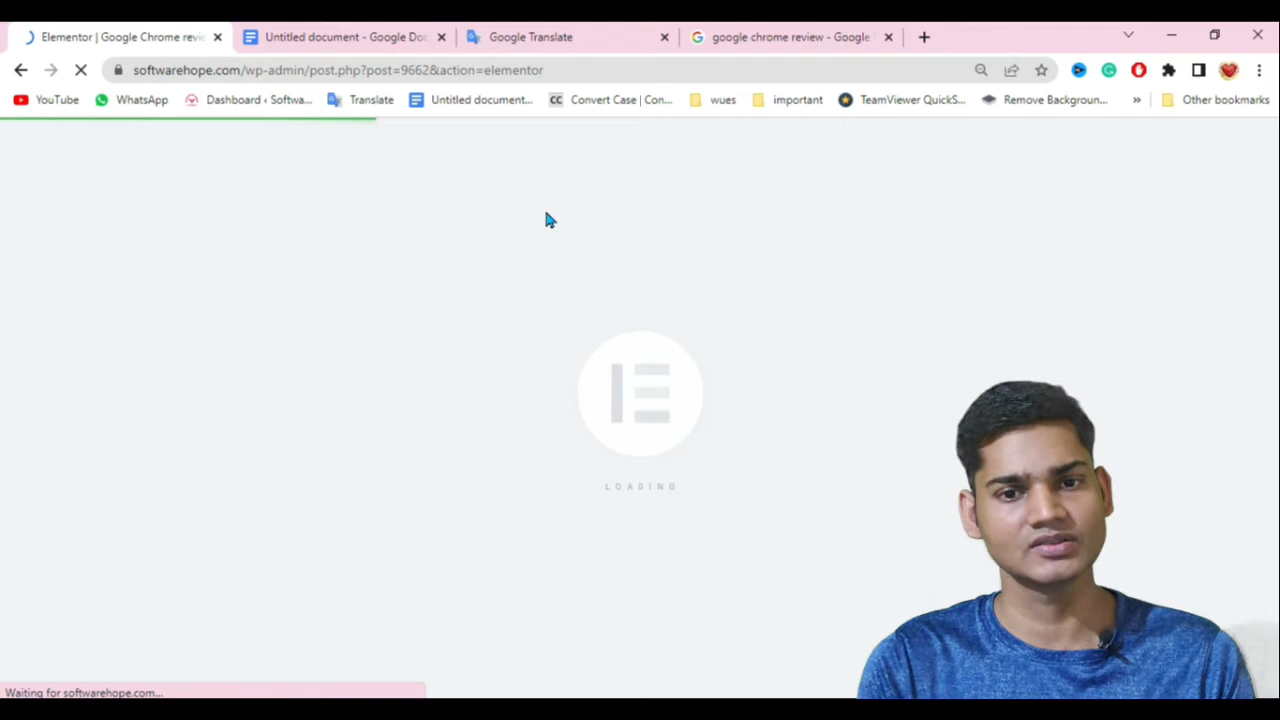 Elementor | Google Chrome revie
Untitled document - Google Doc
Google Translate
google chrome review - Google S
softwarehope.com/wp-admin/post.php?post=9662&action=elementor
YouTube
WhatsApp
Dashboard ‹ Softwa...
Translate
Untitled document...
CC
Convert Case | Con...
wues
important
TeamViewer QuickS...
Remove Backgroun...
»
Other bookmarks
LOADING
Waiting for softwarehope.com...